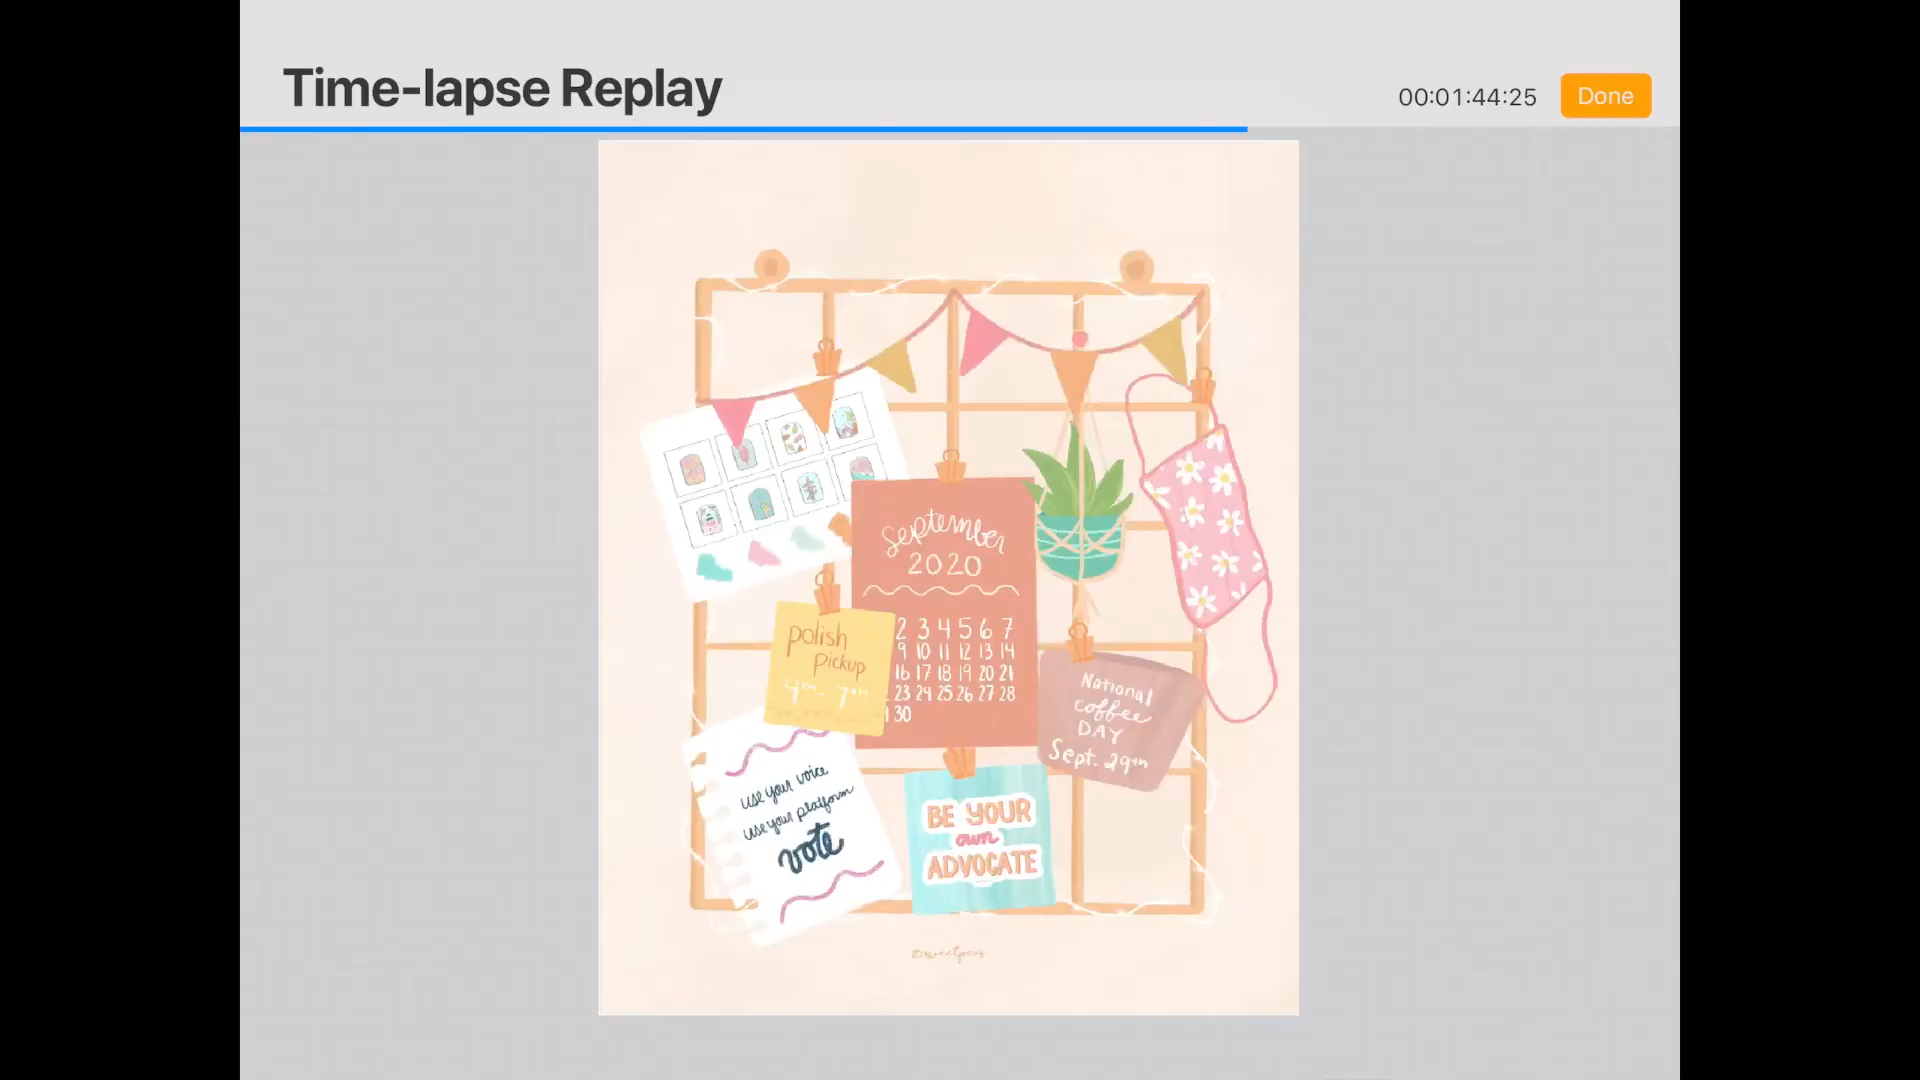 Time-lapse Replay
00:01:44:25
Done
September
2020
2 3 4 5 6 7
9 10 11 12 13 14
16 17 18 19 20 21
23 24 25 26 27 28
30
polish
pickup
4th - 7th
National
coffee
DAY
Sept. 29th
use your voice
use your platform
vote
BE YOUR
own
ADVOCATE